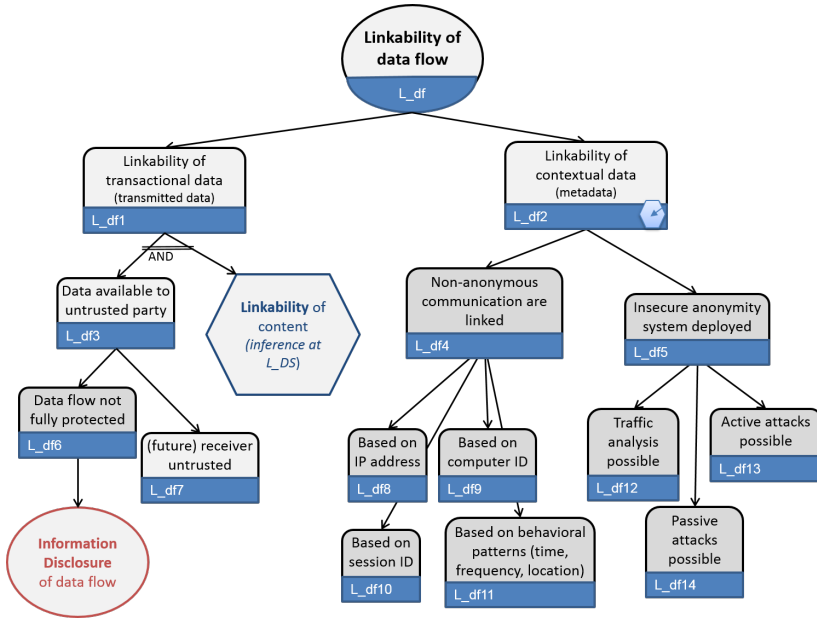 Linkability of
data flow
L_df
Linkability of
transactional data
(transmitted data)
L_df1
Linkability of
contextual data
(metadata)
L_df2
AND
Data available to
untrusted party
L_df3
Linkability of
content
(inference at
L_DS)
Non-anonymous
communication are
linked
L_df4
Insecure anonymity
system deployed
L_df5
Data flow not
fully protected
L_df6
(future) receiver
untrusted
L_df7
Based on
IP address
L_df8
Based on
computer ID
L_df9
Traffic
analysis
possible
L_df12
Active attacks
possible
L_df13
Information
Disclosure
of data flow
Based on
session ID
L_df10
Based on behavioral
patterns (time,
frequency, location)
L_df11
Passive
attacks
possible
L_df14